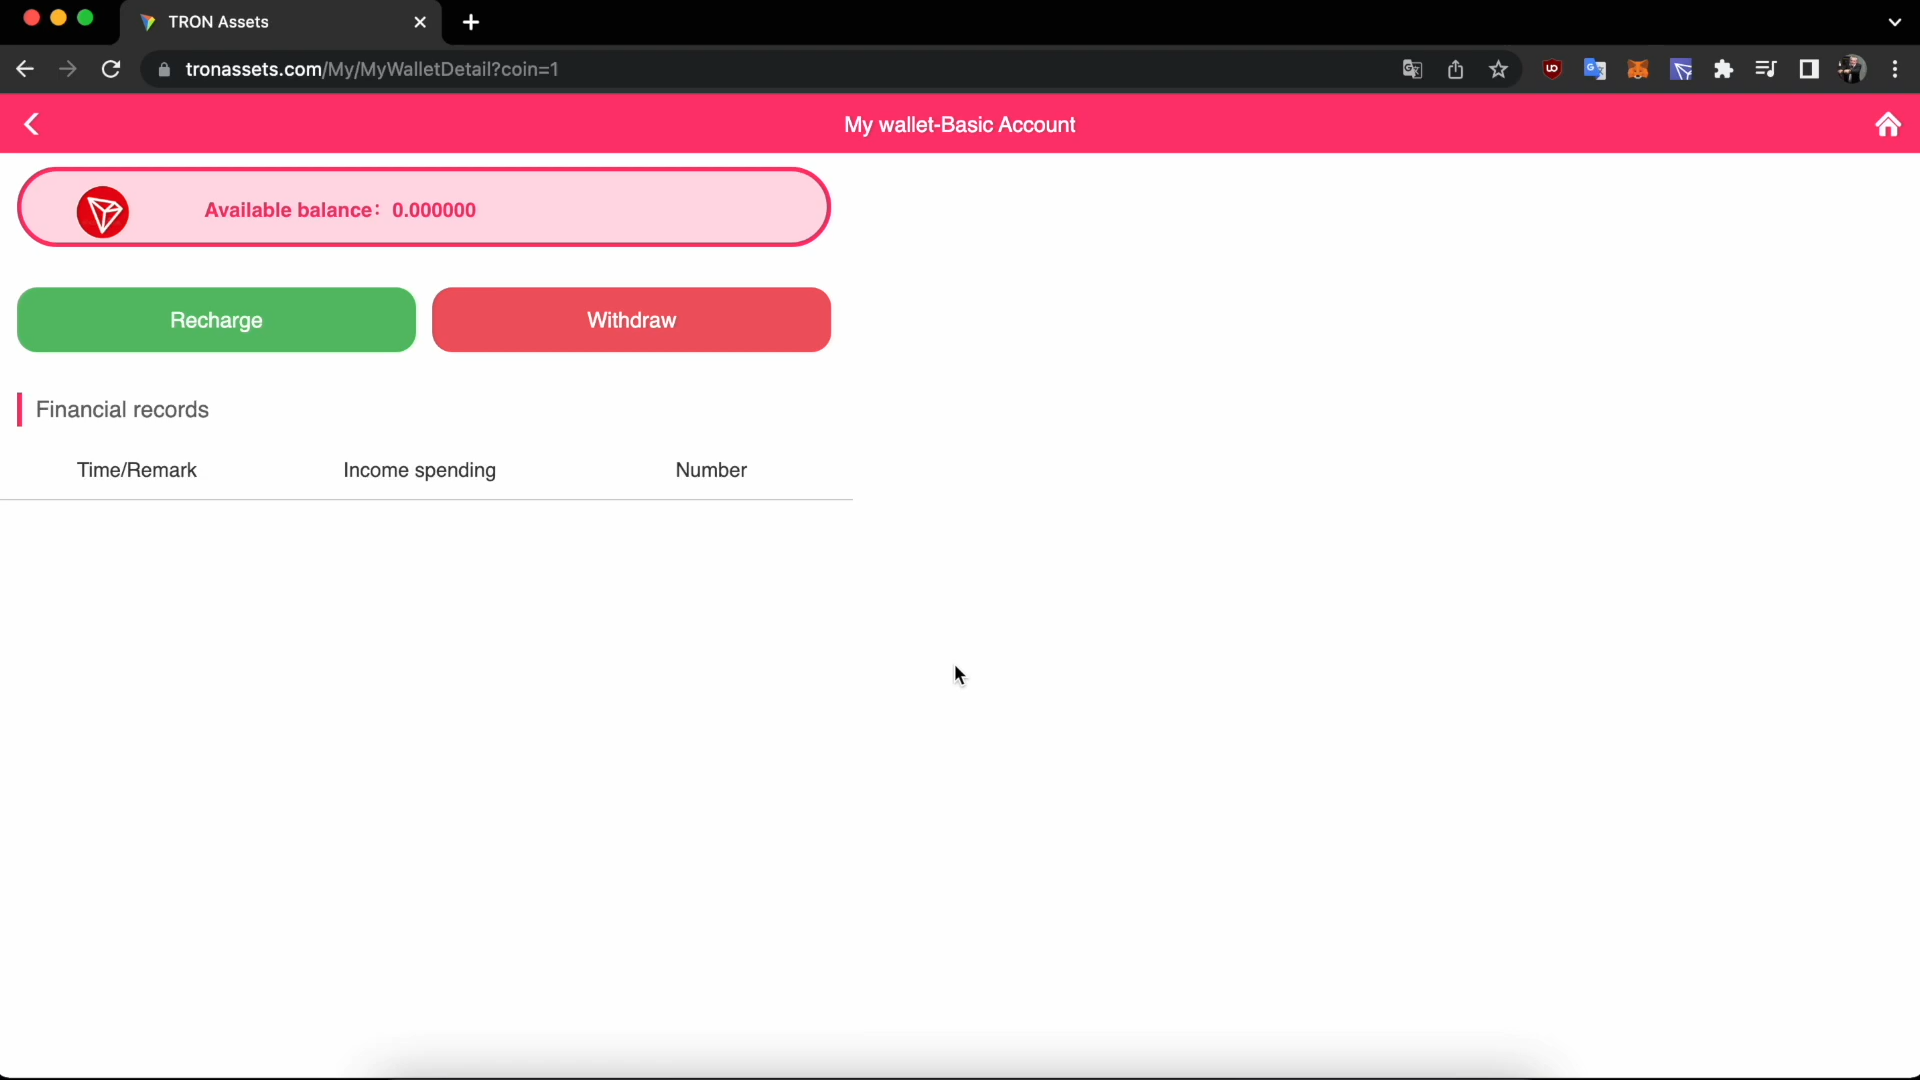 TRON Assets
tronassets.com/My/MyWalletDetail?coin=1
My wallet-Basic Account
Available balance： 0.000000
Recharge
Withdraw
Financial records
Time/Remark
Income spending
Number